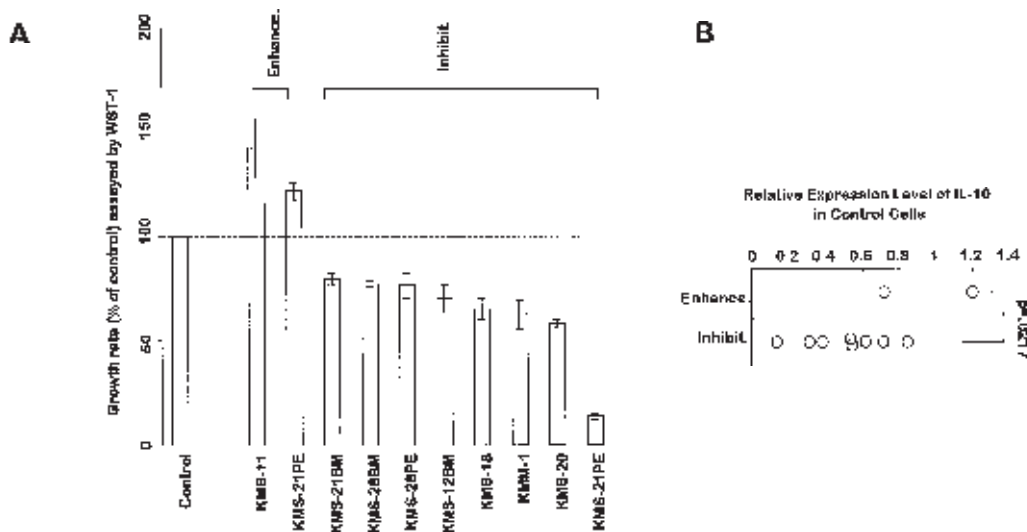 A
Growth rate (% of control) assayed by WST-1
200
150
100
50
0
Enhance.
Inhibit.
Control
KMS-11
KMS-21PE
KMS-21BM
KMS-28BM
KMS-28PE
KMS-12BM
KMS-18
KMM-1
KMS-20
KMS-21PE
B
Relative Expression Level of IL-10
in Control Cells
0 0.2 0.4 0.6 0.8 1 1.2 1.4
Enhance.
Inhibit.